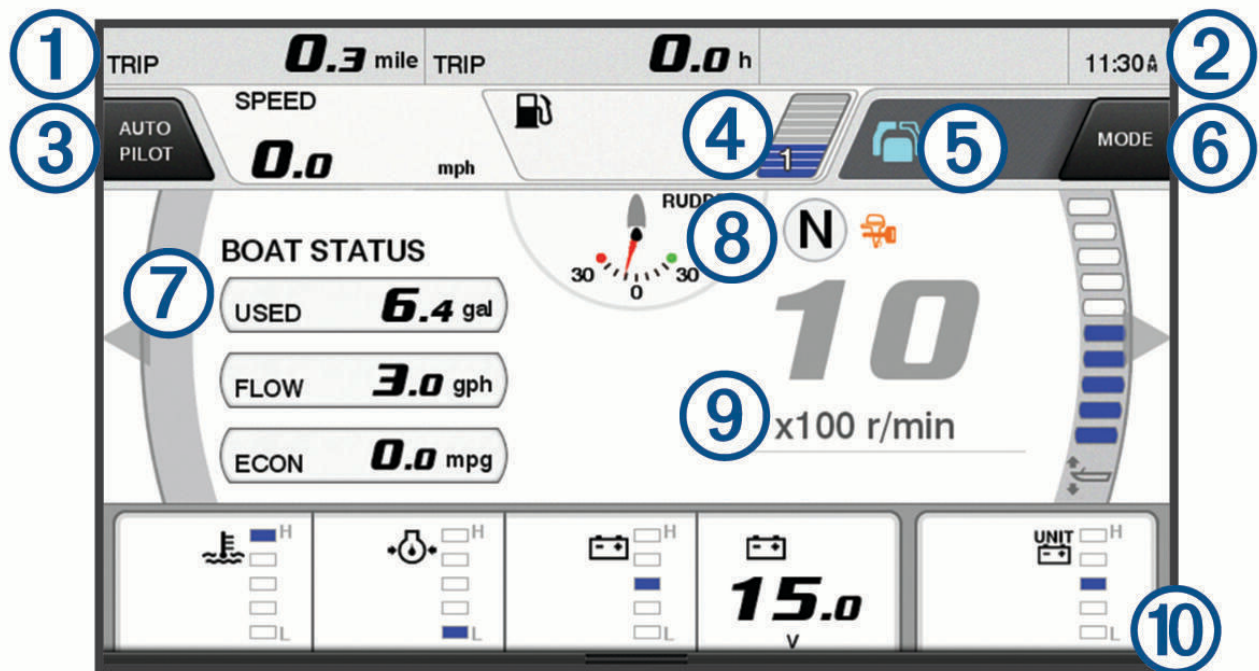 1
TRIP 0.3 mile TRIP 0.0 h 11:30A
2
3
AUTO
PILOT
SPEED
0.0 mph
4
1
5
MODE
6
8
N
30 0 30
BOAT STATUS
7
USED 6.4 gal
FLOW 3.0 gph
ECON 0.0 mpg
10
9
x100 r/min
H
H
L
H
L
15.0
V
UNIT
H
L
L
10